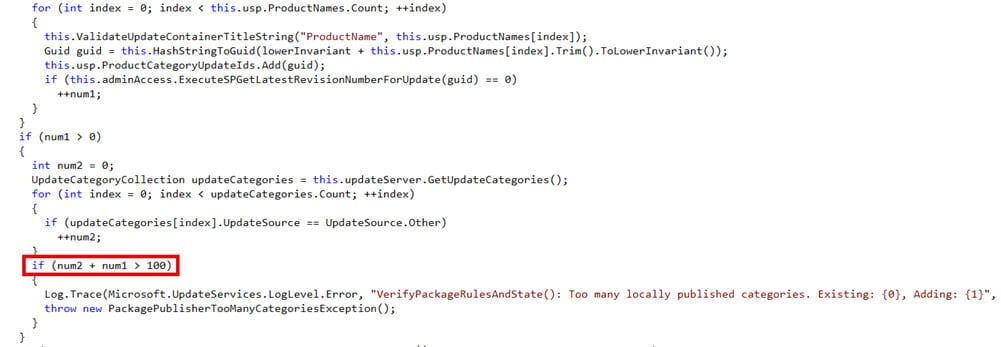 for (int index = 0; index < this.usp.ProductNames.Count; ++index)
{
this.ValidateUpdateContainerTitleString("ProductName", this.usp.ProductNames[index]);
Guid guid = this.HashStringToGuid(lowerInvariant + this.usp.ProductNames[index].Trim().ToLowerInvariant());
this.usp.ProductCategoryUpdateIds.Add(guid);
if (this.adminAccess.ExecuteSPGetLatestRevisionNumberForUpdate(guid) == 0)
++num1;
}
}
if (num1 > 0)
{
int num2 = 0;
UpdateCategoryCollection updateCategories = this.updateServer.GetUpdateCategories();
for (int index = 0; index < updateCategories.Count; ++index)
{
if (updateCategories[index].UpdateSource == UpdateSource.Other)
++num2;
}
if (num2 + num1 > 100)
{
Log.Trace(Microsoft.UpdateServices.LogLevel.Error, "VerifyPackageRulesAndState(): Too many locally published categories. Existing: {0}, Adding: {1}",
throw new PackagePublisherTooManyCategoriesException();
}
}